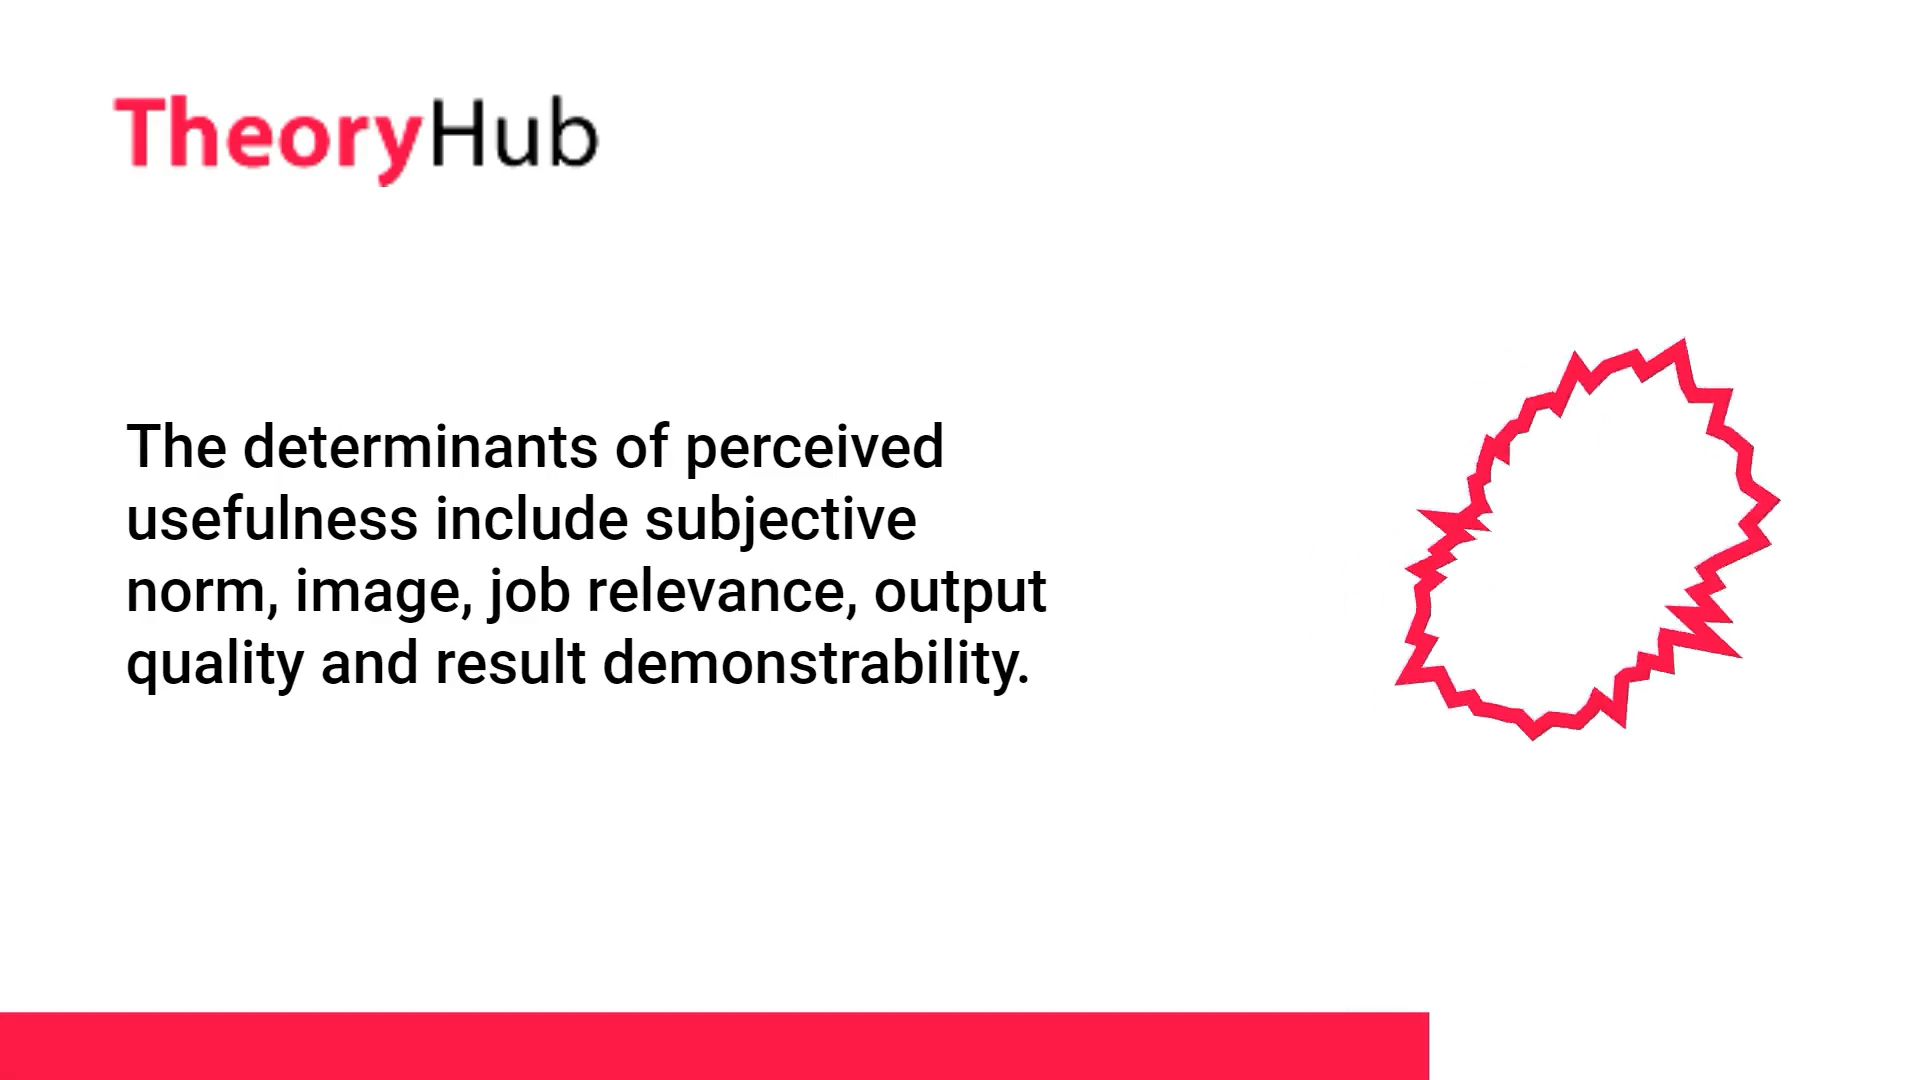 TheoryHub
The determinants of perceived
usefulness include subjective
norm, image, job relevance, output
quality and result demonstrability.